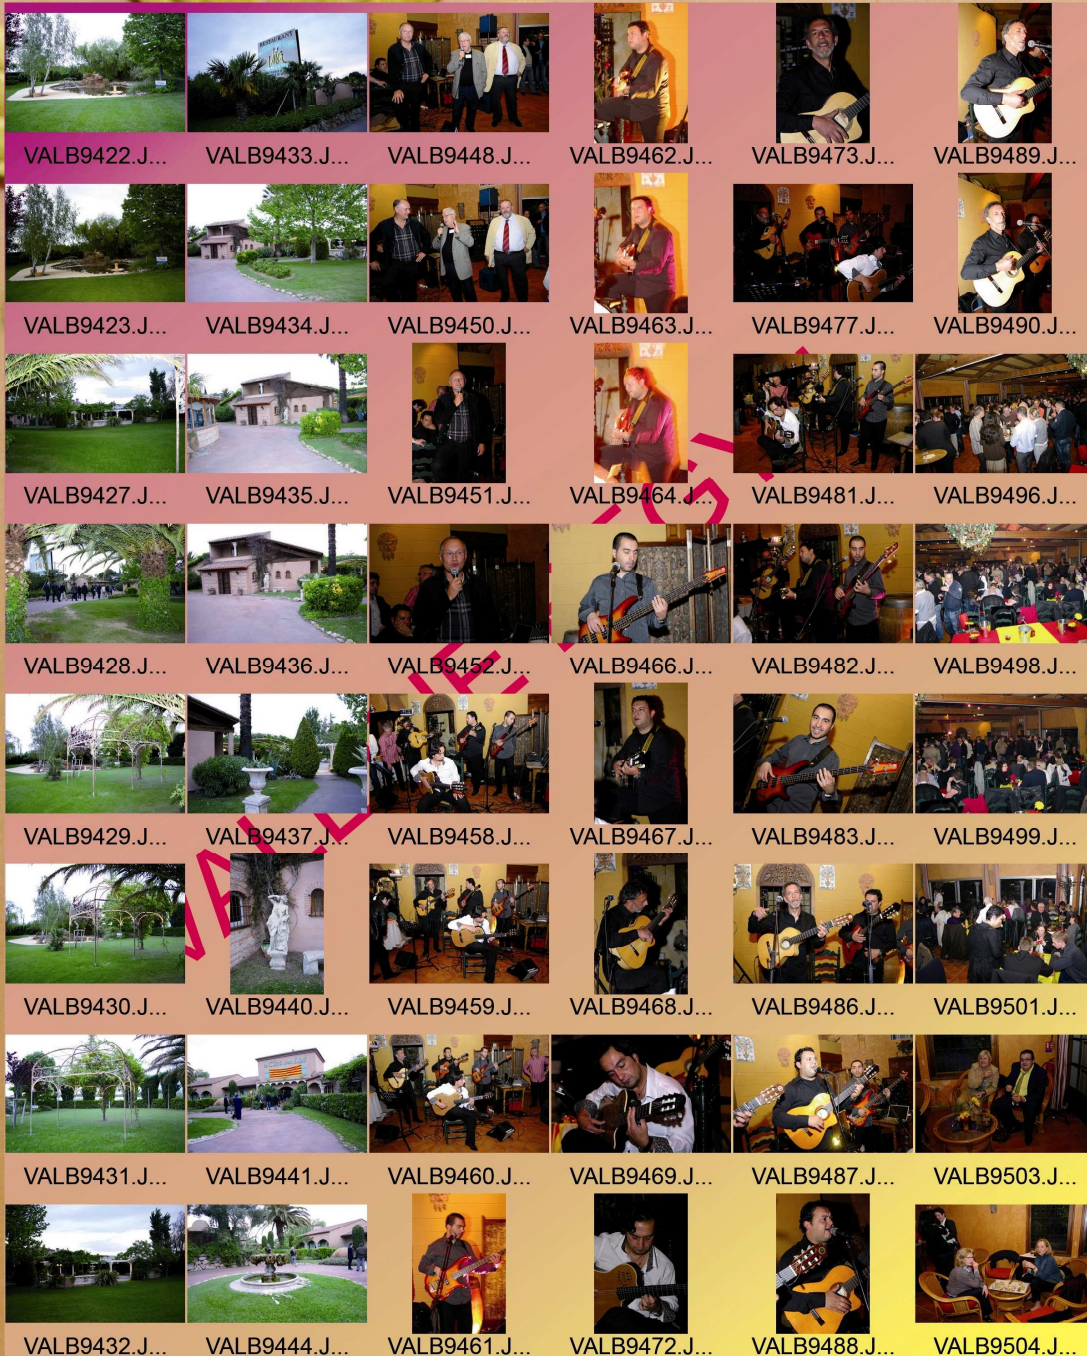 RESTAURANT
VALB9422.J... VALB9433.J... VALB9448.J... VALB9462.J... VALB9473.J... VALB9489.J...
VALB9423.J... VALB9434.J... VALB9450.J... VALB9463.J... VALB9477.J... VALB9490.J...
VALB9427.J... VALB9435.J... VALB9451.J... VALB9464.J... VALB9481.J... VALB9496.J...
VALB9428.J... VALB9436.J... VALB9452.J... VALB9466.J... VALB9482.J... VALB9498.J...
VALB9429.J... VALB9437.J... VALB9458.J... VALB9467.J... VALB9483.J... VALB9499.J...
VALB9430.J... VALB9440.J... VALB9459.J... VALB9468.J... VALB9486.J... VALB9501.J...
VALB9431.J... VALB9441.J... VALB9460.J... VALB9469.J... VALB9487.J... VALB9503.J...
VALB9432.J... VALB9444.J... VALB9461.J... VALB9472.J... VALB9488.J... VALB9504.J...